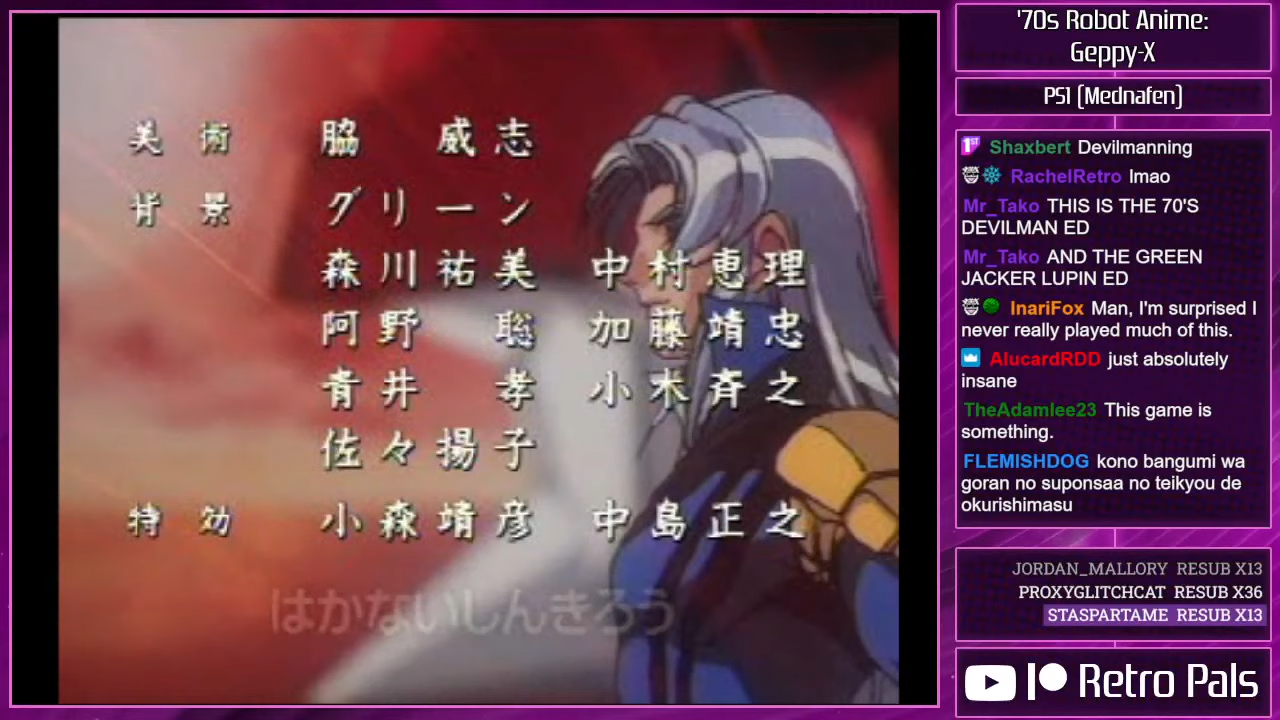 美術 脇 威志
背景 グリーン
森川祐美 中村恵理
阿野 聡 加藤靖忠
青井 孝 小木斉之
佐々揚子
特効 小森靖彦 中島正之
はかないしんきろう
'70s Robot Anime:
Geppy-X
PS1 (Mednafen)
1ST Shaxbert Devilmanning
RachelRetro lmao
Mr_Tako THIS IS THE 70'S
DEVILMAN ED
Mr_Tako AND THE GREEN
JACKER LUPIN ED
InariFox Man, I'm surprised I
never really played much of this.
AlucardRDD just absolutely
insane
TheAdamlee23 This game is
something.
FLEMISHDOG kono bangumi wa
goran no suponsaa no teikyou de
okurishimasu
JORDAN_MALLORY RESUB X13
PROXYGLITCHCAT RESUB X36
STASPARTAME RESUB X13
Retro Pals